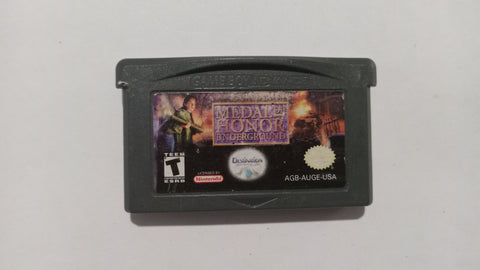 GAME BOY ADVANCE
MEDAL OF
HONOR
UNDERGROUND
TEEN
T
ESRB
LICENSED BY
Nintendo
DESTINATION
AGB-AUGE-USA